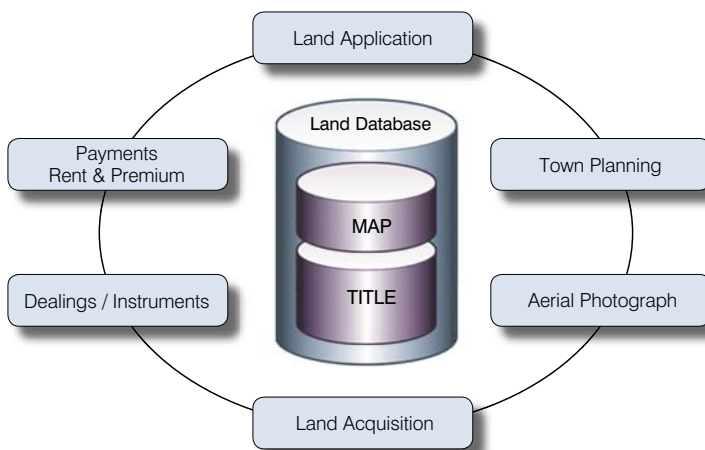 Land Application
Land Database
Payments
Rent & Premium
Town Planning
MAP
Dealings / Instruments
TITLE
Aerial Photograph
Land Acquisition